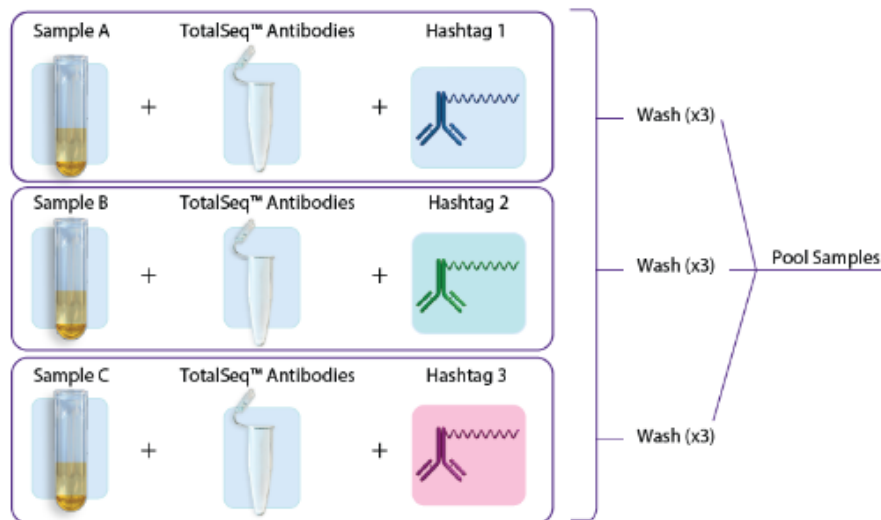 Sample A
TotalSeq™ Antibodies
Hashtag 1
+
+
Wash (x3)
Sample B
TotalSeq™ Antibodies
Hashtag 2
+
+
Wash (x3)
Pool Samples
Sample C
TotalSeq™ Antibodies
Hashtag 3
+
+
Wash (x3)